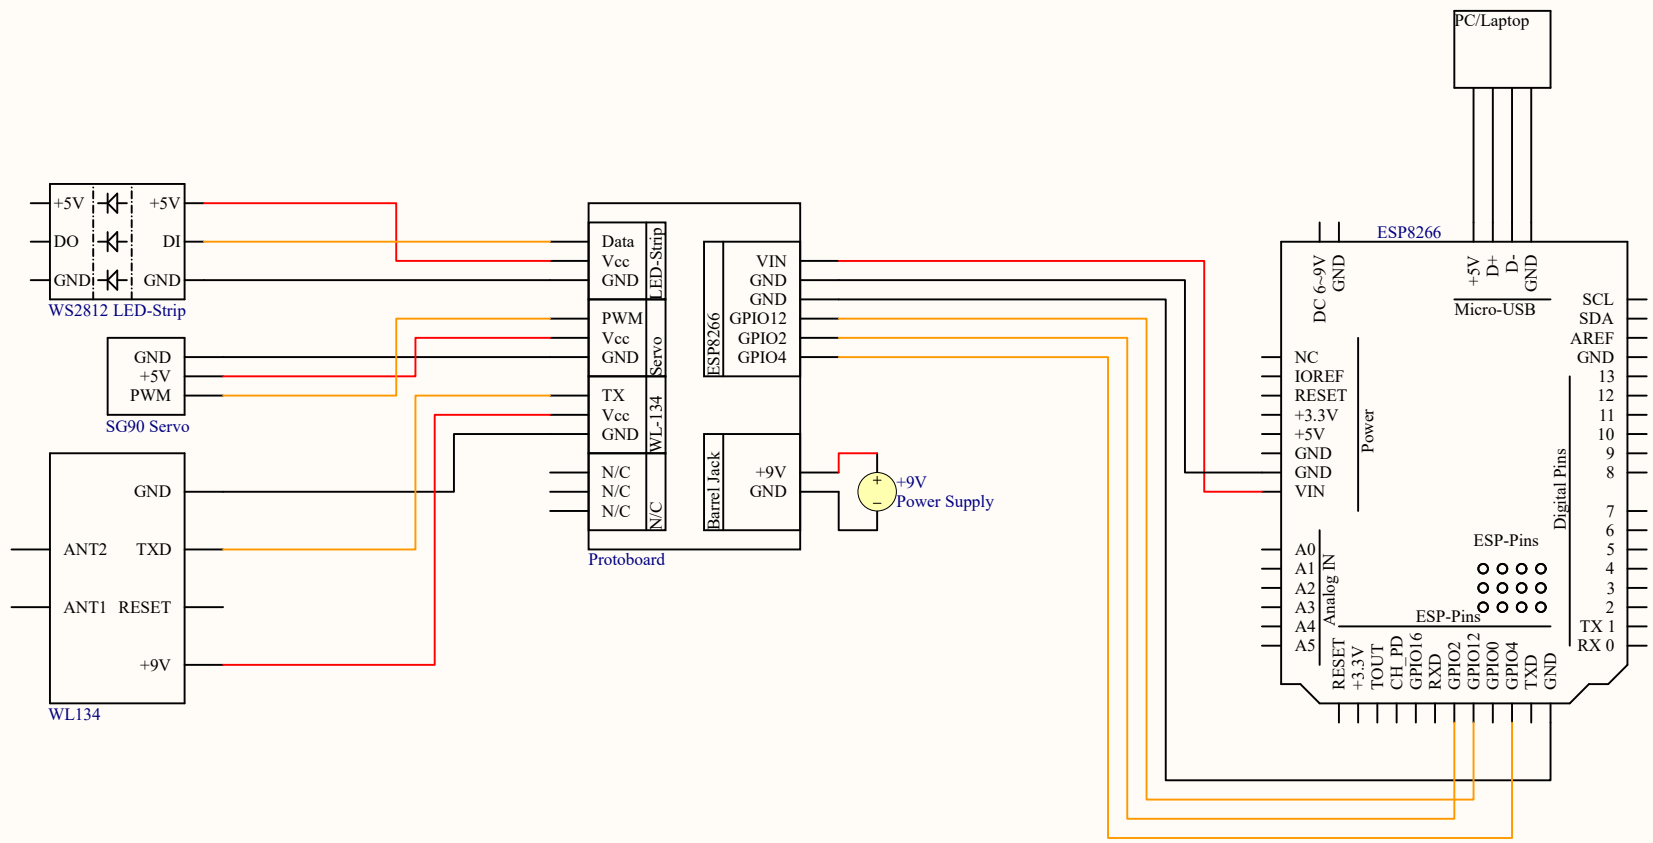 PC/Laptop
ESP8266
+5V
+5V
DO
DI
GND
GND
WS2812 LED-Strip
GND
+5V
PWM
SG90 Servo
GND
ANT2
TXD
ANT1
RESET
+9V
WL134
Data
Vcc
GND
LED-Strip
PWM
Vcc
GND
Servo
TX
Vcc
GND
WL-134
N/C
N/C
N/C
N/C
ESP8266
VIN
GND
GND
GPIO12
GPIO2
GPIO4
Barrel Jack
+9V
GND
Protoboard
+
−
+9V
Power Supply
DC 6~9V
GND
+5V
D+
D-
GND
Micro-USB
NC
IOREF
RESET
+3.3V
+5V
GND
GND
VIN
Power
A0
A1
A2
A3
A4
A5
Analog IN
SCL
SDA
AREF
GND
13
12
11
10
9
8
7
6
5
4
3
2
TX 1
RX 0
Digital Pins
ESP-Pins
ESP-Pins
RESET
+3.3V
TOUT
CH_PD
GPIO16
RXD
GPIO2
GPIO12
GPIO0
GPIO4
TXD
GND